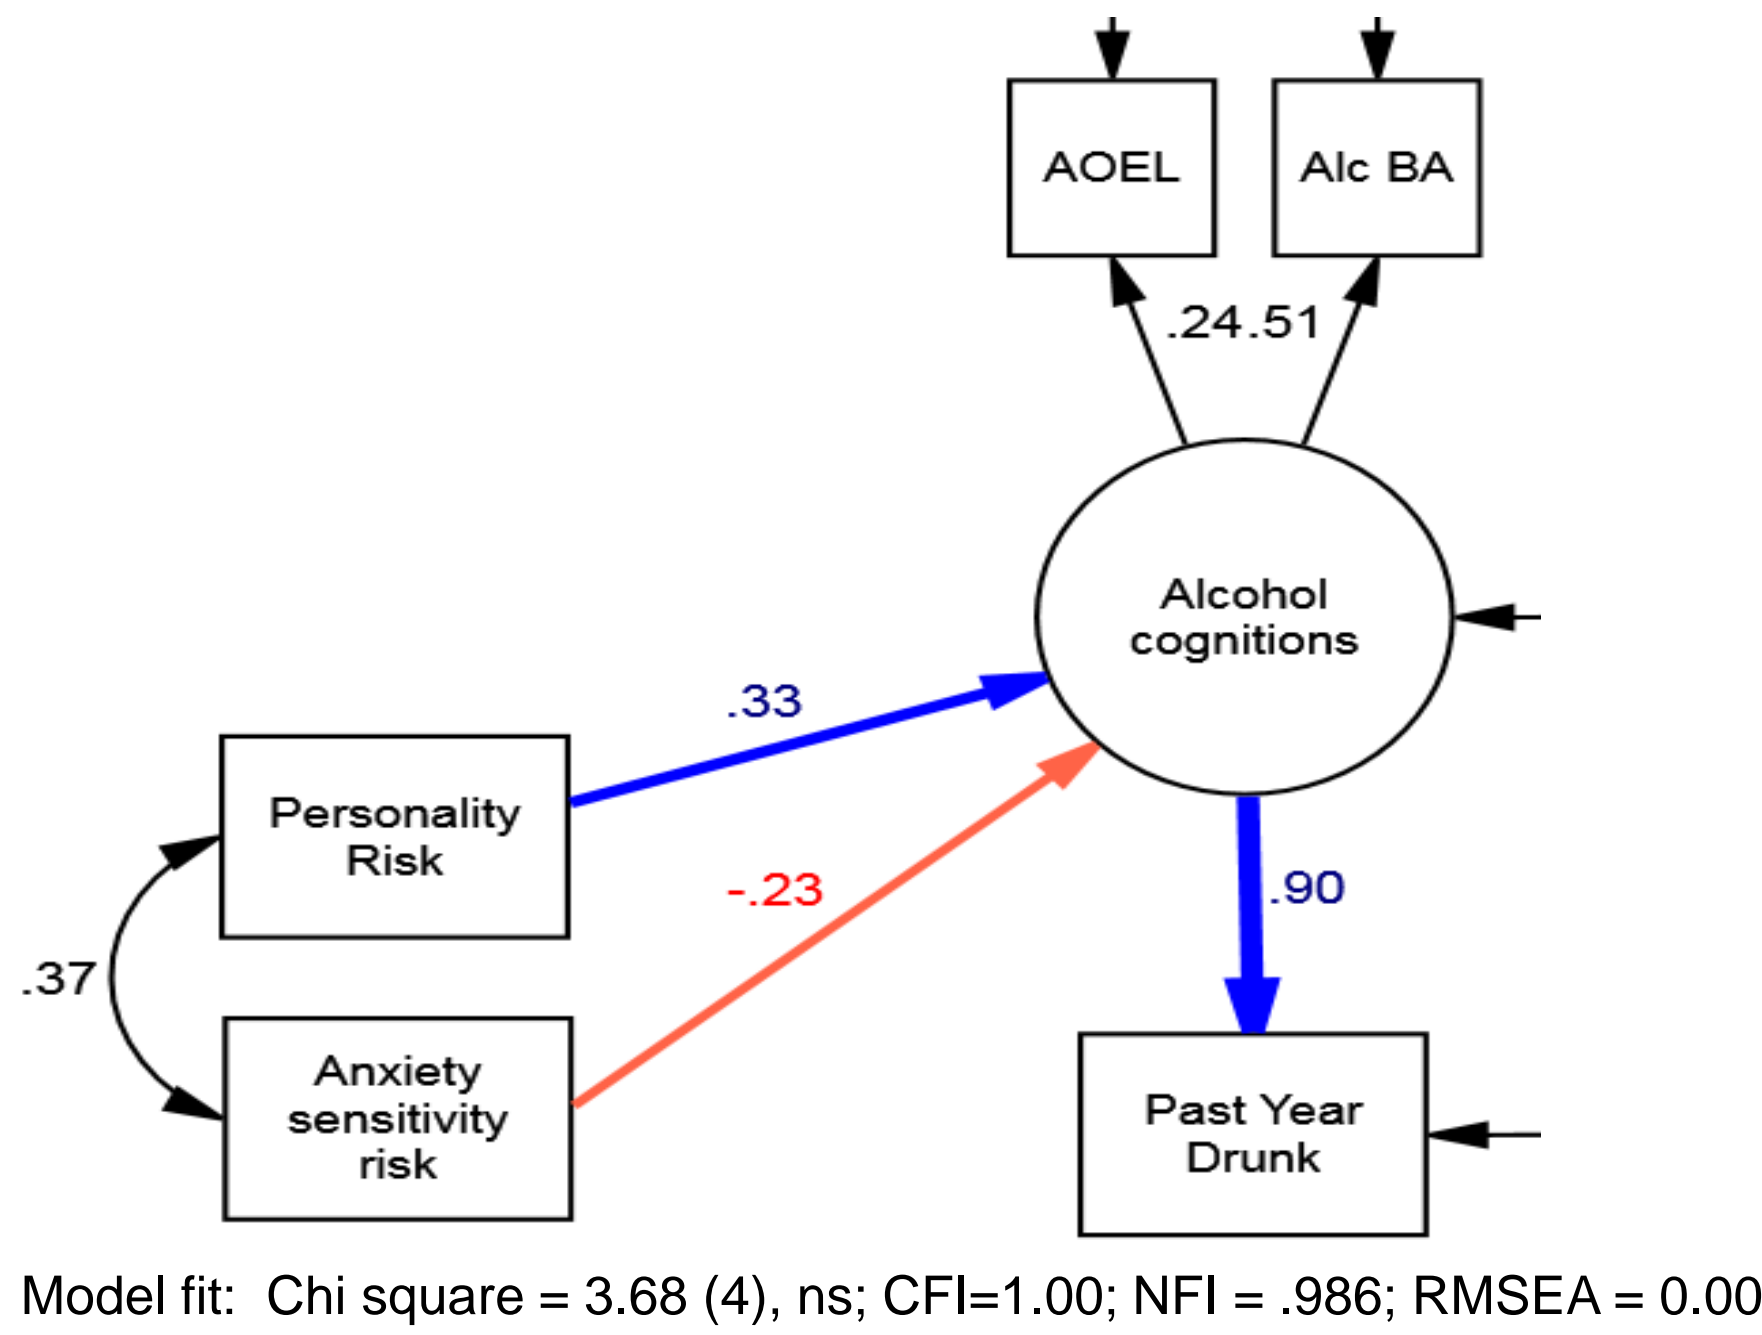 AOEL
Alc BA
.24
.51
Alcohol
cognitions
.33
Personality
Risk
-.23
.90
.37
Anxiety
sensitivity
risk
Past Year
Drunk
Model fit: Chi square = 3.68 (4), ns; CFI=1.00; NFI = .986; RMSEA = 0.00